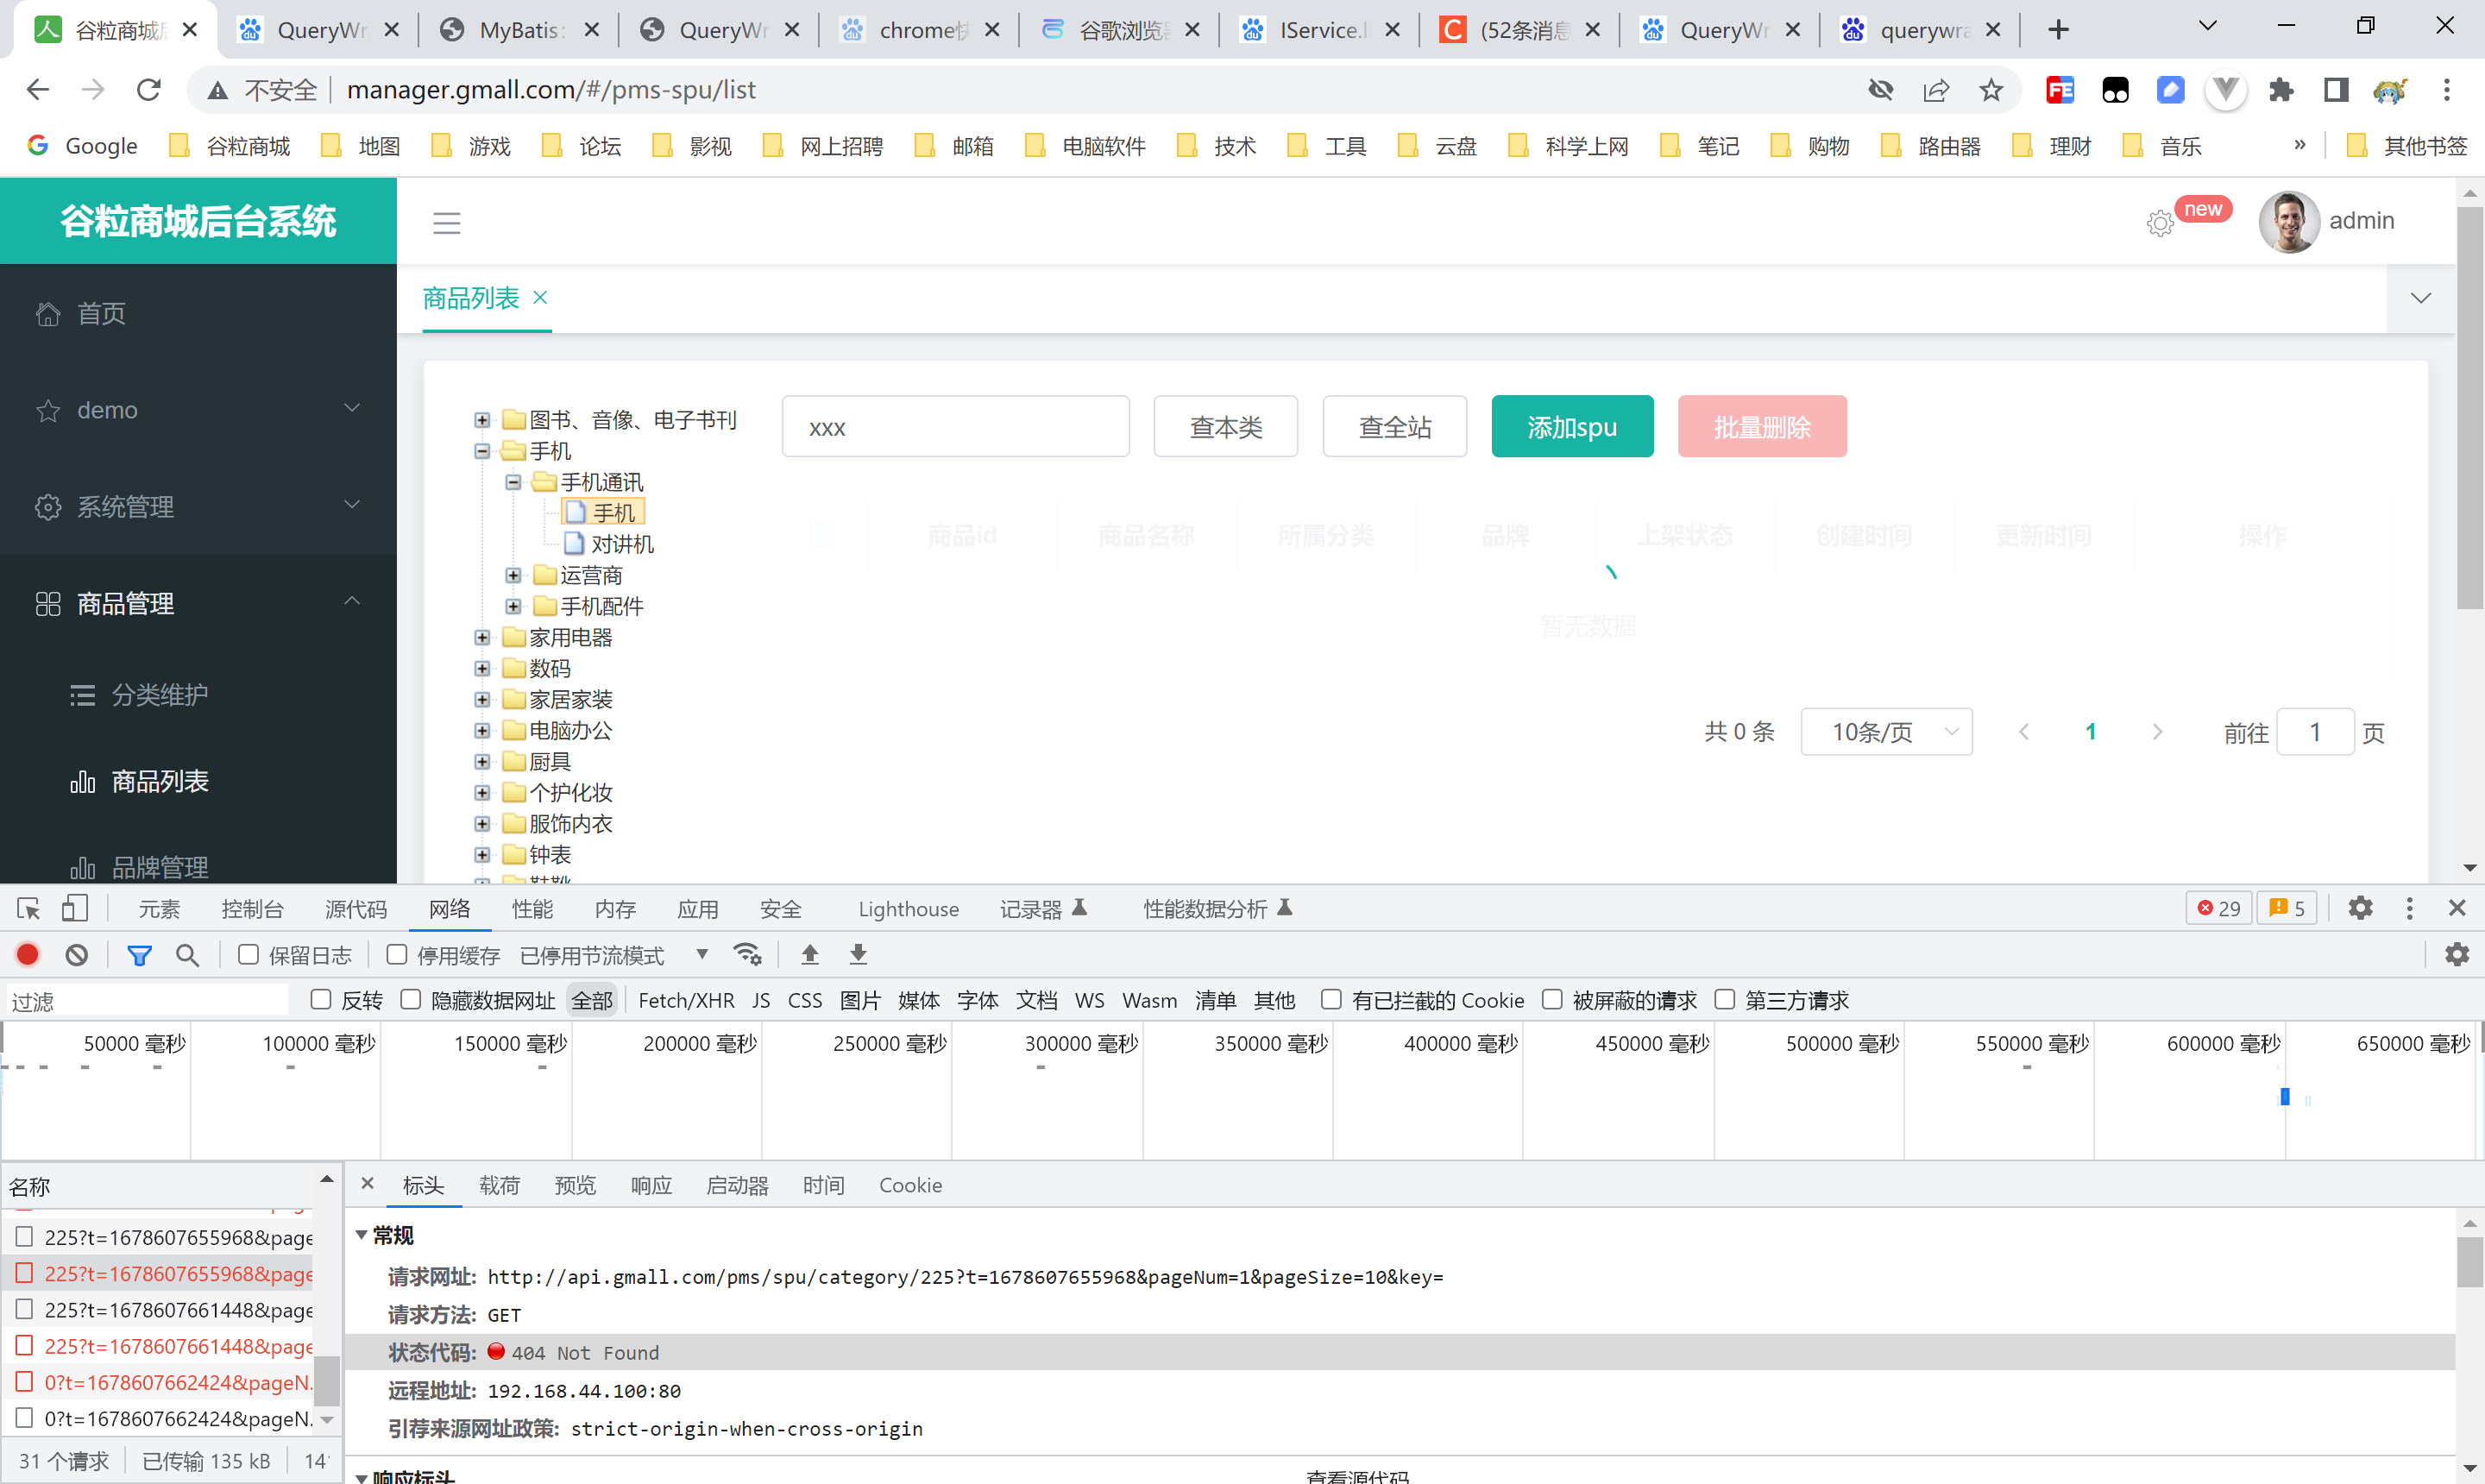 谷粒商城 QueryWr MyBatis: QueryWr chrome快 谷歌浏览器 IService.l (52条消息 QueryWr querywra
不安全 manager.gmall.com/#/pms-spu/list
Google 谷粒商城 地图 游戏 论坛 影视 网上招聘 邮箱 电脑软件 技术 工具 云盘 科学上网 笔记 购物 路由器 理财 音乐 » 其他书签
谷粒商城后台系统 new admin
商品列表
首页
demo
系统管理
商品管理
分类维护
商品列表
品牌管理
图书、音像、电子书刊
手机
手机通讯
手机
对讲机
运营商
手机配件
家用电器
数码
家居家装
电脑办公
厨具
个护化妆
服饰内衣
钟表
鞋靴
xxx 查本类 查全站 添加spu 批量删除
商品id 商品名称 所属分类 品牌 上架状态 创建时间 更新时间 操作
暂无数据
共 0 条 10条/页 1 前往 1 页
元素 控制台 源代码 网络 性能 内存 应用 安全 Lighthouse 记录器 性能数据分析 29 5
保留日志 停用缓存 已停用节流模式
过滤 反转 隐藏数据网址 全部 Fetch/XHR JS CSS 图片 媒体 字体 文档 WS Wasm 清单 其他 有已拦截的 Cookie 被屏蔽的请求 第三方请求
50000 毫秒 100000 毫秒 150000 毫秒 200000 毫秒 250000 毫秒 300000 毫秒 350000 毫秒 400000 毫秒 450000 毫秒 500000 毫秒 550000 毫秒 600000 毫秒 650000 毫秒
名称
225?t=1678607655968&page
225?t=1678607655968&page
225?t=1678607661448&page
225?t=1678607661448&page
0?t=1678607662424&pageN.
0?t=1678607662424&pageN.
31 个请求 已传输 135 kB 14
标头 载荷 预览 响应 启动器 时间 Cookie
常规
请求网址: http://api.gmall.com/pms/spu/category/225?t=1678607655968&pageNum=1&pageSize=10&key=
请求方法: GET
状态代码: 404 Not Found
远程地址: 192.168.44.100:80
引荐来源网址政策: strict-origin-when-cross-origin
响应标头 查看源代码